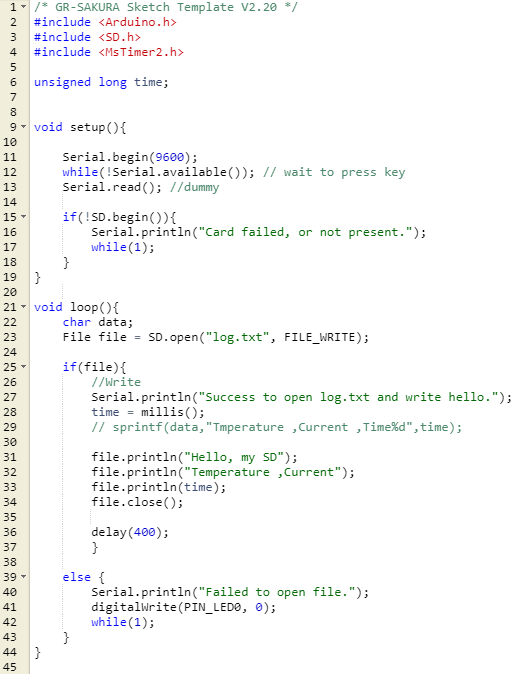 1 /* GR-SAKURA Sketch Template V2.20 */
2 #include <Arduino.h>
3 #include <SD.h>
4 #include <MsTimer2.h>
5
6 unsigned long time;
7
8
9 void setup(){
10
11     Serial.begin(9600);
12     while(!Serial.available()); // wait to press key
13     Serial.read(); //dummy
14
15     if(!SD.begin()){
16         Serial.println("Card failed, or not present.");
17         while(1);
18     }
19 }
20
21 void loop(){
22     char data;
23     File file = SD.open("log.txt", FILE_WRITE);
24
25     if(file){
26         //Write
27         Serial.println("Success to open log.txt and write hello.");
28         time = millis();
29         // sprintf(data,"Tmperature ,Current ,Time%d",time);
30
31         file.println("Hello, my SD");
32         file.println("Temperature ,Current");
33         file.println(time);
34         file.close();
35
36         delay(400);
37         }
38
39     else {
40         Serial.println("Failed to open file.");
41         digitalWrite(PIN_LED0, 0);
42         while(1);
43     }
44 }
45